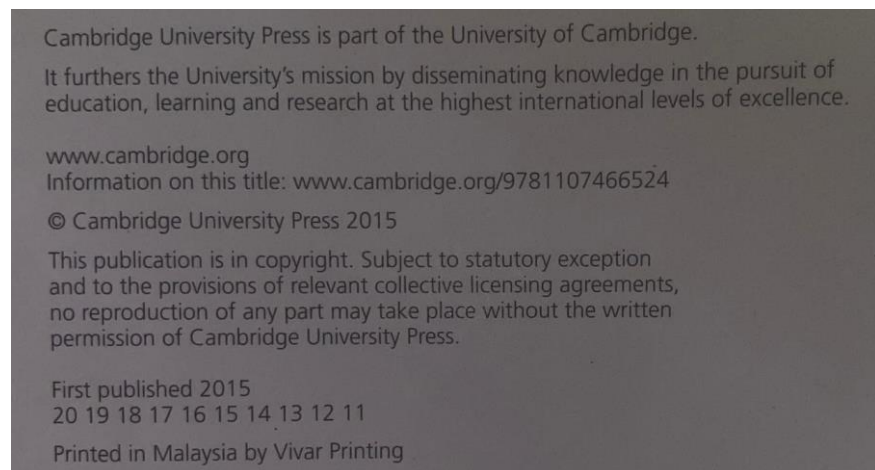 Cambridge University Press is part of the University of Cambridge.
It furthers the University's mission by disseminating knowledge in the pursuit of
education, learning and research at the highest international levels of excellence.
www.cambridge.org
Information on this title: www.cambridge.org/9781107466524
© Cambridge University Press 2015
This publication is in copyright. Subject to statutory exception
and to the provisions of relevant collective licensing agreements,
no reproduction of any part may take place without the written
permission of Cambridge University Press.
First published 2015
20 19 18 17 16 15 14 13 12 11
Printed in Malaysia by Vivar Printing